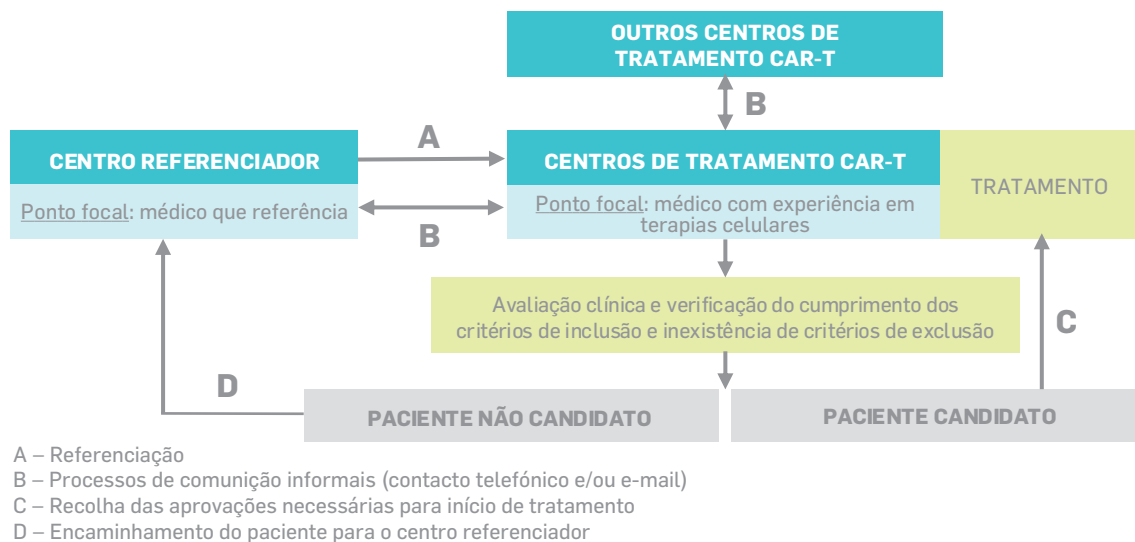 OUTROS CENTROS DE
TRATAMENTO CAR-T
B
A
CENTRO REFERENCIADOR
Ponto focal: médico que referência
B
CENTROS DE TRATAMENTO CAR-T
Ponto focal: médico com experiência em
terapias celulares
TRATAMENTO
Avaliação clínica e verificação do cumprimento dos
critérios de inclusão e inexistência de critérios de exclusão
C
D
PACIENTE NÃO CANDIDATO
PACIENTE CANDIDATO
A – Referenciação
B – Processos de comunição informais (contacto telefónico e/ou e-mail)
C – Recolha das aprovações necessárias para início de tratamento
D – Encaminhamento do paciente para o centro referenciador